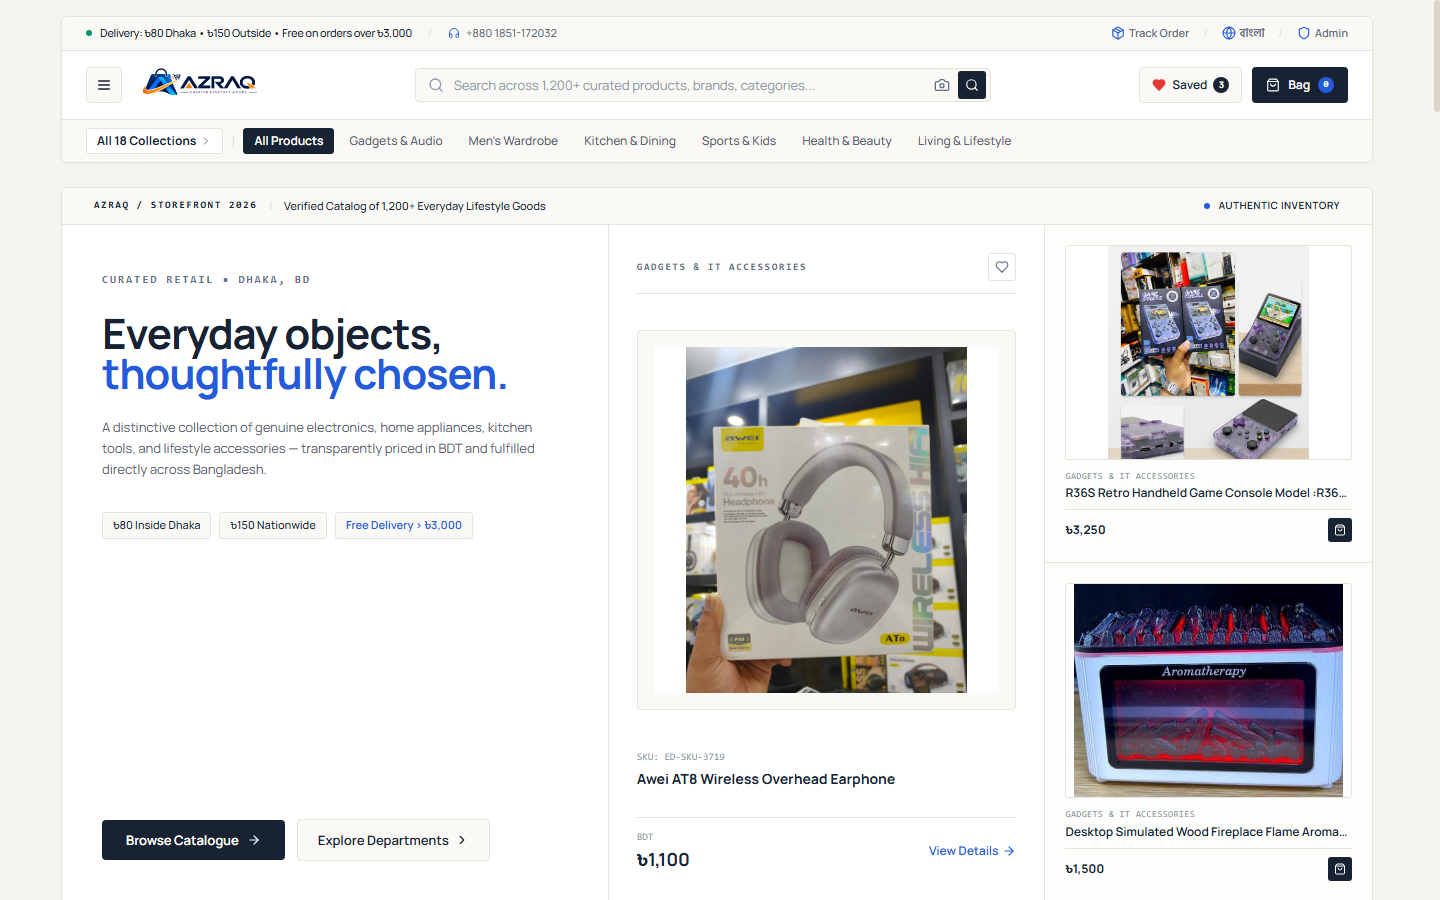 Delivery: ৳80 Dhaka • ৳150 Outside • Free on orders over ৳3,000
/
+880 1851-172032
Track Order / বাংলা / Admin
AZRAQ
Search across 1,200+ curated products, brands, categories...
Saved 3
Bag 0
All 18 Collections
All Products
Gadgets & Audio
Men's Wardrobe
Kitchen & Dining
Sports & Kids
Health & Beauty
Living & Lifestyle
AZRAQ / STOREFRONT 2026
Verified Catalog of 1,200+ Everyday Lifestyle Goods
AUTHENTIC INVENTORY
CURATED RETAIL • DHAKA, BD
Everyday objects,
thoughtfully chosen.
A distinctive collection of genuine electronics, home appliances, kitchen
tools, and lifestyle accessories — transparently priced in BDT and fulfilled
directly across Bangladesh.
৳80 Inside Dhaka
৳150 Nationwide
Free Delivery > ৳3,000
Browse Catalogue →
Explore Departments
GADGETS & IT ACCESSORIES
awei
40h
True Wireless HIFI
Headphone
WIRELESS HIFI
awei
AT8
SKU: ED-SKU-3719
Awei AT8 Wireless Overhead Earphone
BDT
৳1,100
View Details →
GADGETS & IT ACCESSORIES
R36S Retro Handheld Game Console Model :R36...
৳3,250
Aromatherapy
GADGETS & IT ACCESSORIES
Desktop Simulated Wood Fireplace Flame Aroma...
৳1,500